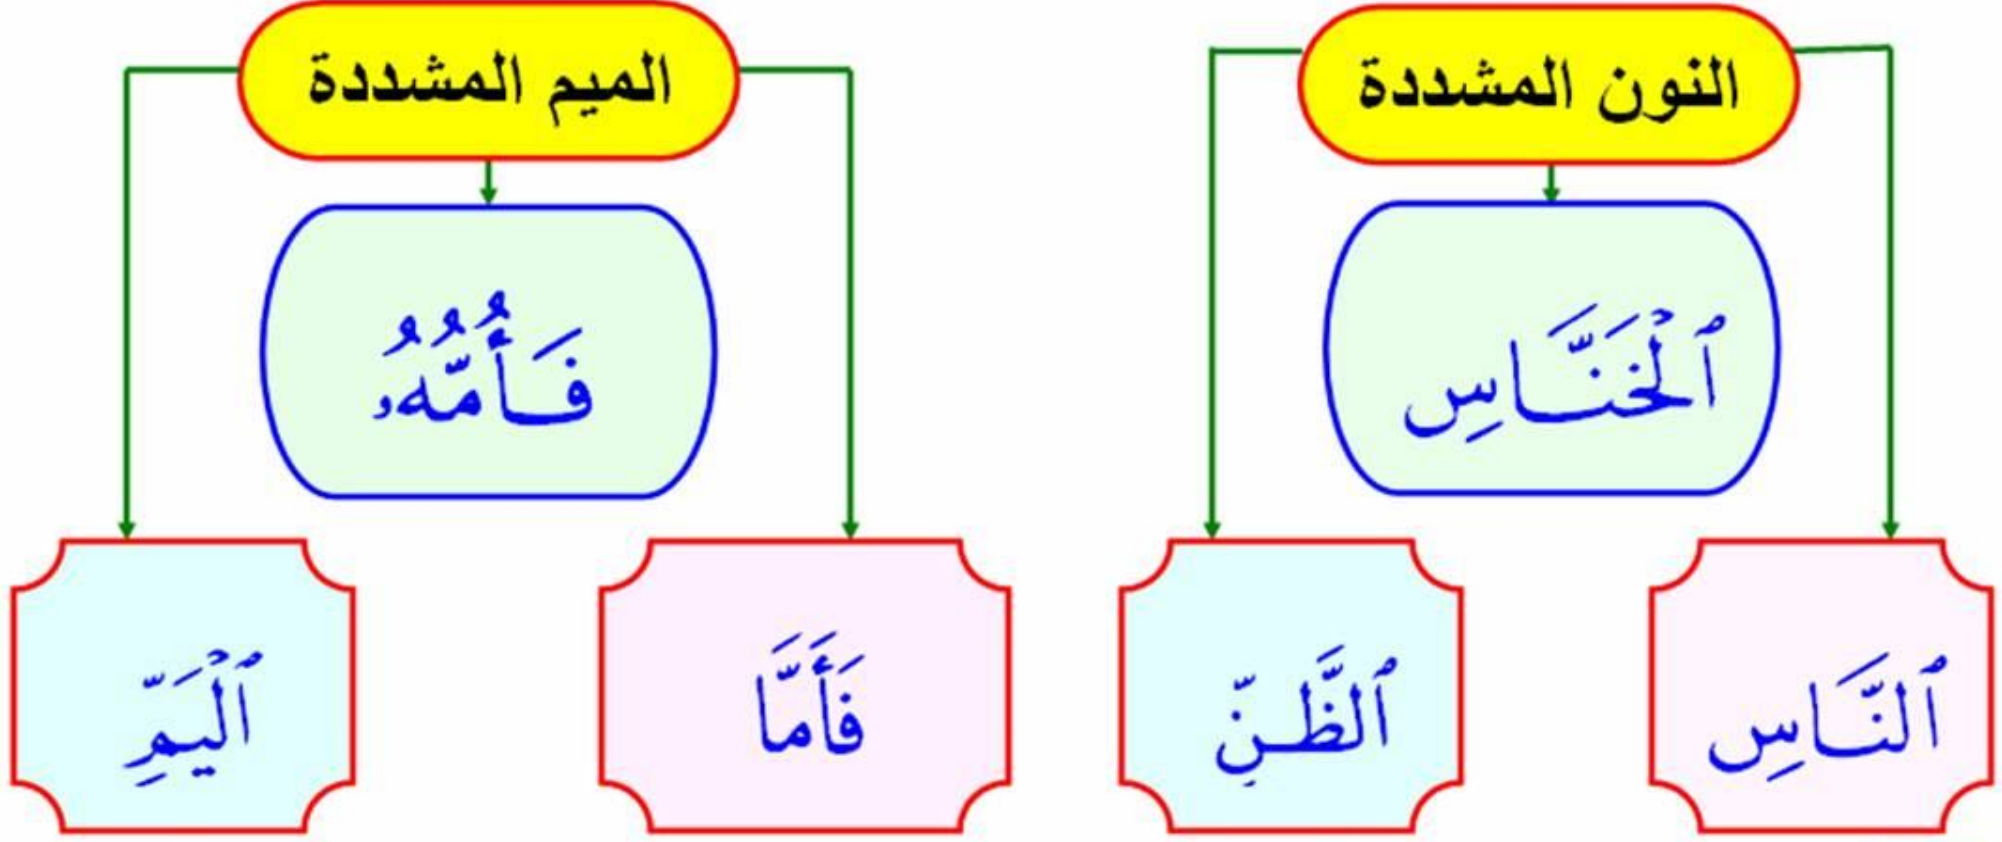 النون المشددة
ٱلْخَنَّاسِ
ٱلنَّاسِ
ٱلظَّنِّ
الميم المشددة
فَأُمُّهُۥ
فَأَمَّا
ٱلْيَمِّ